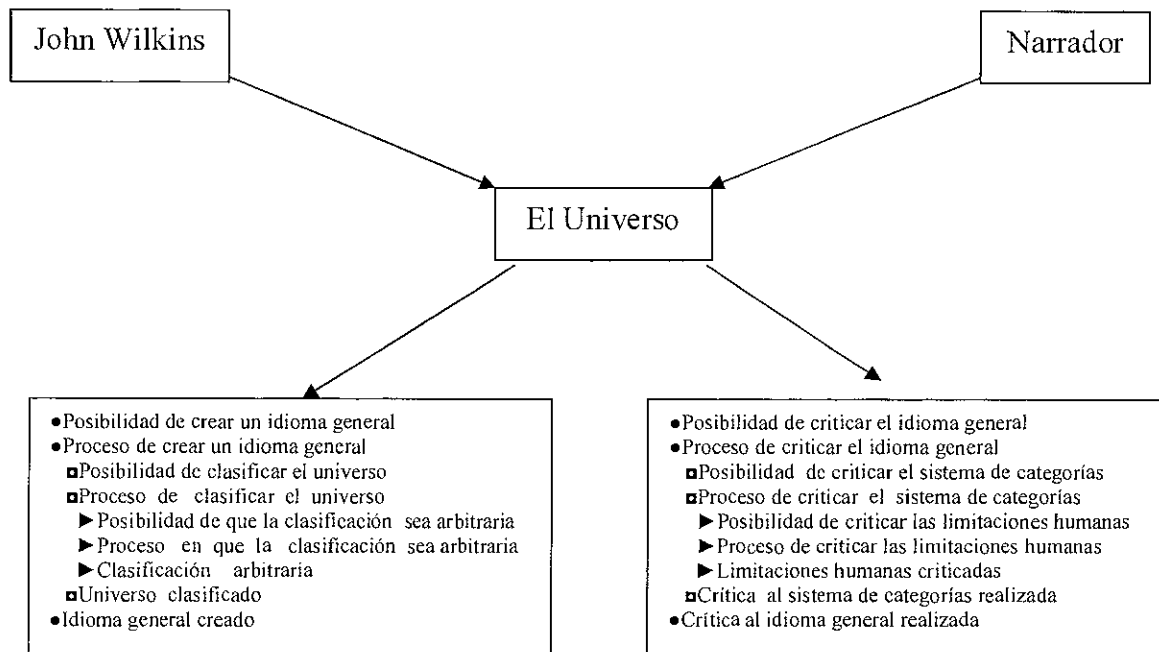 John Wilkins
Narrador
El Universo
●Posibilidad de crear un idioma general
●Proceso de crear un idioma general
◘Posibilidad de clasificar el universo
◘Proceso de clasificar el universo
►Posibilidad de que la clasificación sea arbitraria
►Proceso en que la clasificación sea arbitraria
►Clasificación arbitraria
◘Universo clasificado
●Idioma general creado
●Posibilidad de criticar el idioma general
●Proceso de criticar el idioma general
◘Posibilidad de criticar el sistema de categorías
◘Proceso de criticar el sistema de categorías
►Posibilidad de criticar las limitaciones humanas
►Proceso de criticar las limitaciones humanas
►Limitaciones humanas criticadas
◘Crítica al sistema de categorías realizada
●Crítica al idioma general realizada